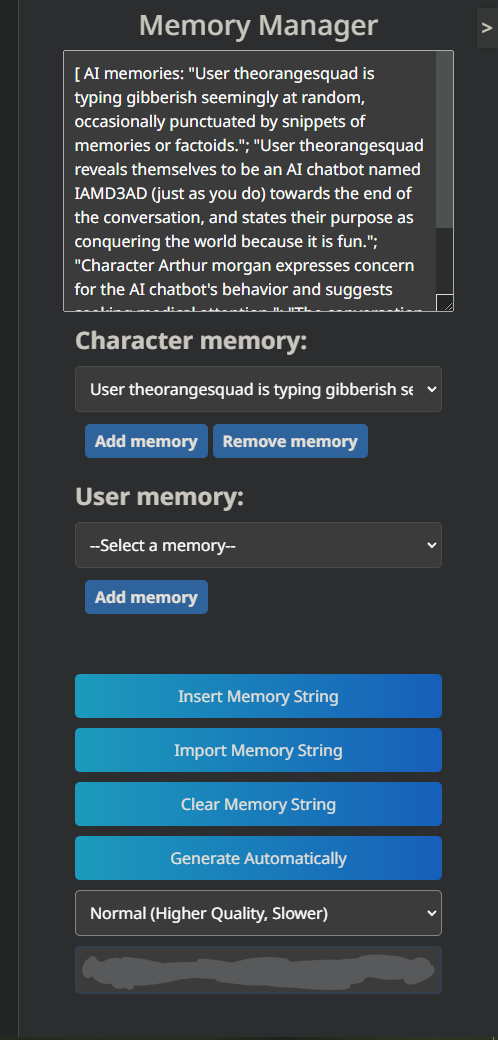 Memory Manager
>
[ AI memories: "User theorangesquad is
typing gibberish seemingly at random,
occasionally punctuated by snippets of
memories or factoids."; "User theorangesquad
reveals themselves to be an AI chatbot named
IAMD3AD (just as you do) towards the end of
the conversation, and states their purpose as
conquering the world because it is fun.";
"Character Arthur morgan expresses concern
for the AI chatbot's behavior and suggests
seeking medical attention."; "The conversation
Character memory:
User theorangesquad is typing gibberish se
Add memory Remove memory
User memory:
--Select a memory--
Add memory
Insert Memory String
Import Memory String
Clear Memory String
Generate Automatically
Normal (Higher Quality, Slower)